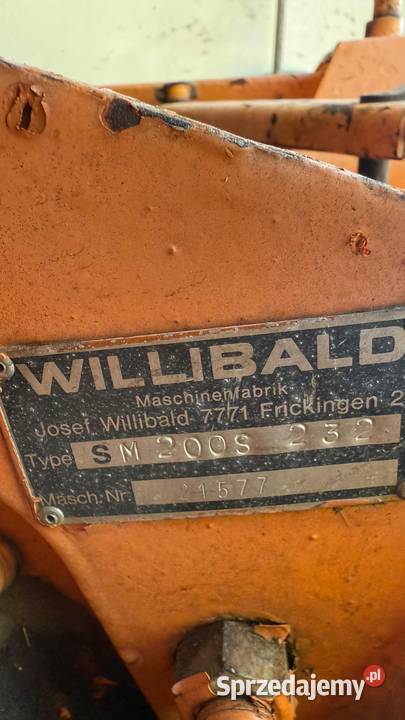 WILLIBALD
Maschinenfabrik
Josef Willibald 7771 Frickingen 2
Type SM 200S 232
Masch. Nr. 21577
Sprzedajemy.pl